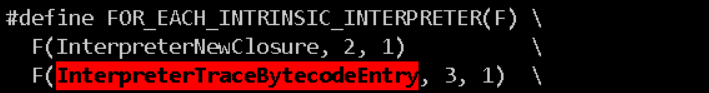 #define FOR_EACH_INTRINSIC_INTERPRETER(F) \
F(InterpreterNewClosure, 2, 1) \
F(InterpreterTraceBytecodeEntry, 3, 1) \